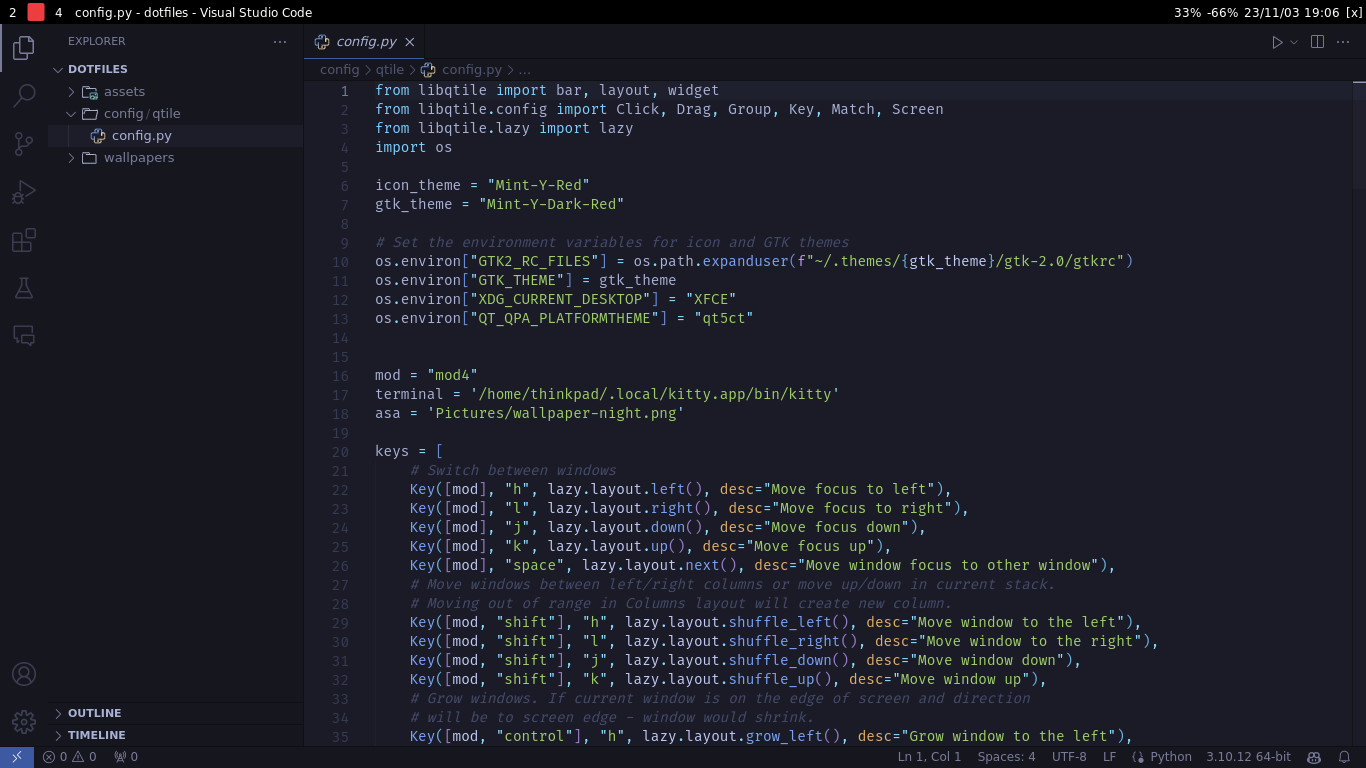 2 4 config.py - dotfiles - Visual Studio Code 33% -66% 23/11/03 19:06 [x]
EXPLORER
DOTFILES
assets
config/qtile
config.py
wallpapers
OUTLINE
TIMELINE
config.py
config qtile config.py ...
1 from libqtile import bar, layout, widget
2 from libqtile.config import Click, Drag, Group, Key, Match, Screen
3 from libqtile.lazy import lazy
4 import os
5
6 icon_theme = "Mint-Y-Red"
7 gtk_theme = "Mint-Y-Dark-Red"
8
9 # Set the environment variables for icon and GTK themes
10 os.environ["GTK2_RC_FILES"] = os.path.expanduser(f"~/.themes/{gtk_theme}/gtk-2.0/gtkrc")
11 os.environ["GTK_THEME"] = gtk_theme
12 os.environ["XDG_CURRENT_DESKTOP"] = "XFCE"
13 os.environ["QT_QPA_PLATFORMTHEME"] = "qt5ct"
14
15
16 mod = "mod4"
17 terminal = '/home/thinkpad/.local/kitty.app/bin/kitty'
18 asa = 'Pictures/wallpaper-night.png'
19
20 keys = [
21 # Switch between windows
22 Key([mod], "h", lazy.layout.left(), desc="Move focus to left"),
23 Key([mod], "l", lazy.layout.right(), desc="Move focus to right"),
24 Key([mod], "j", lazy.layout.down(), desc="Move focus down"),
25 Key([mod], "k", lazy.layout.up(), desc="Move focus up"),
26 Key([mod], "space", lazy.layout.next(), desc="Move window focus to other window"),
27 # Move windows between left/right columns or move up/down in current stack.
28 # Moving out of range in Columns layout will create new column.
29 Key([mod, "shift"], "h", lazy.layout.shuffle_left(), desc="Move window to the left"),
30 Key([mod, "shift"], "l", lazy.layout.shuffle_right(), desc="Move window to the right"),
31 Key([mod, "shift"], "j", lazy.layout.shuffle_down(), desc="Move window down"),
32 Key([mod, "shift"], "k", lazy.layout.shuffle_up(), desc="Move window up"),
33 # Grow windows. If current window is on the edge of screen and direction
34 # will be to screen edge - window would shrink.
35 Key([mod, "control"], "h", lazy.layout.grow_left(), desc="Grow window to the left"),
0 0 0 Ln 1, Col 1 Spaces: 4 UTF-8 LF Python 3.10.12 64-bit